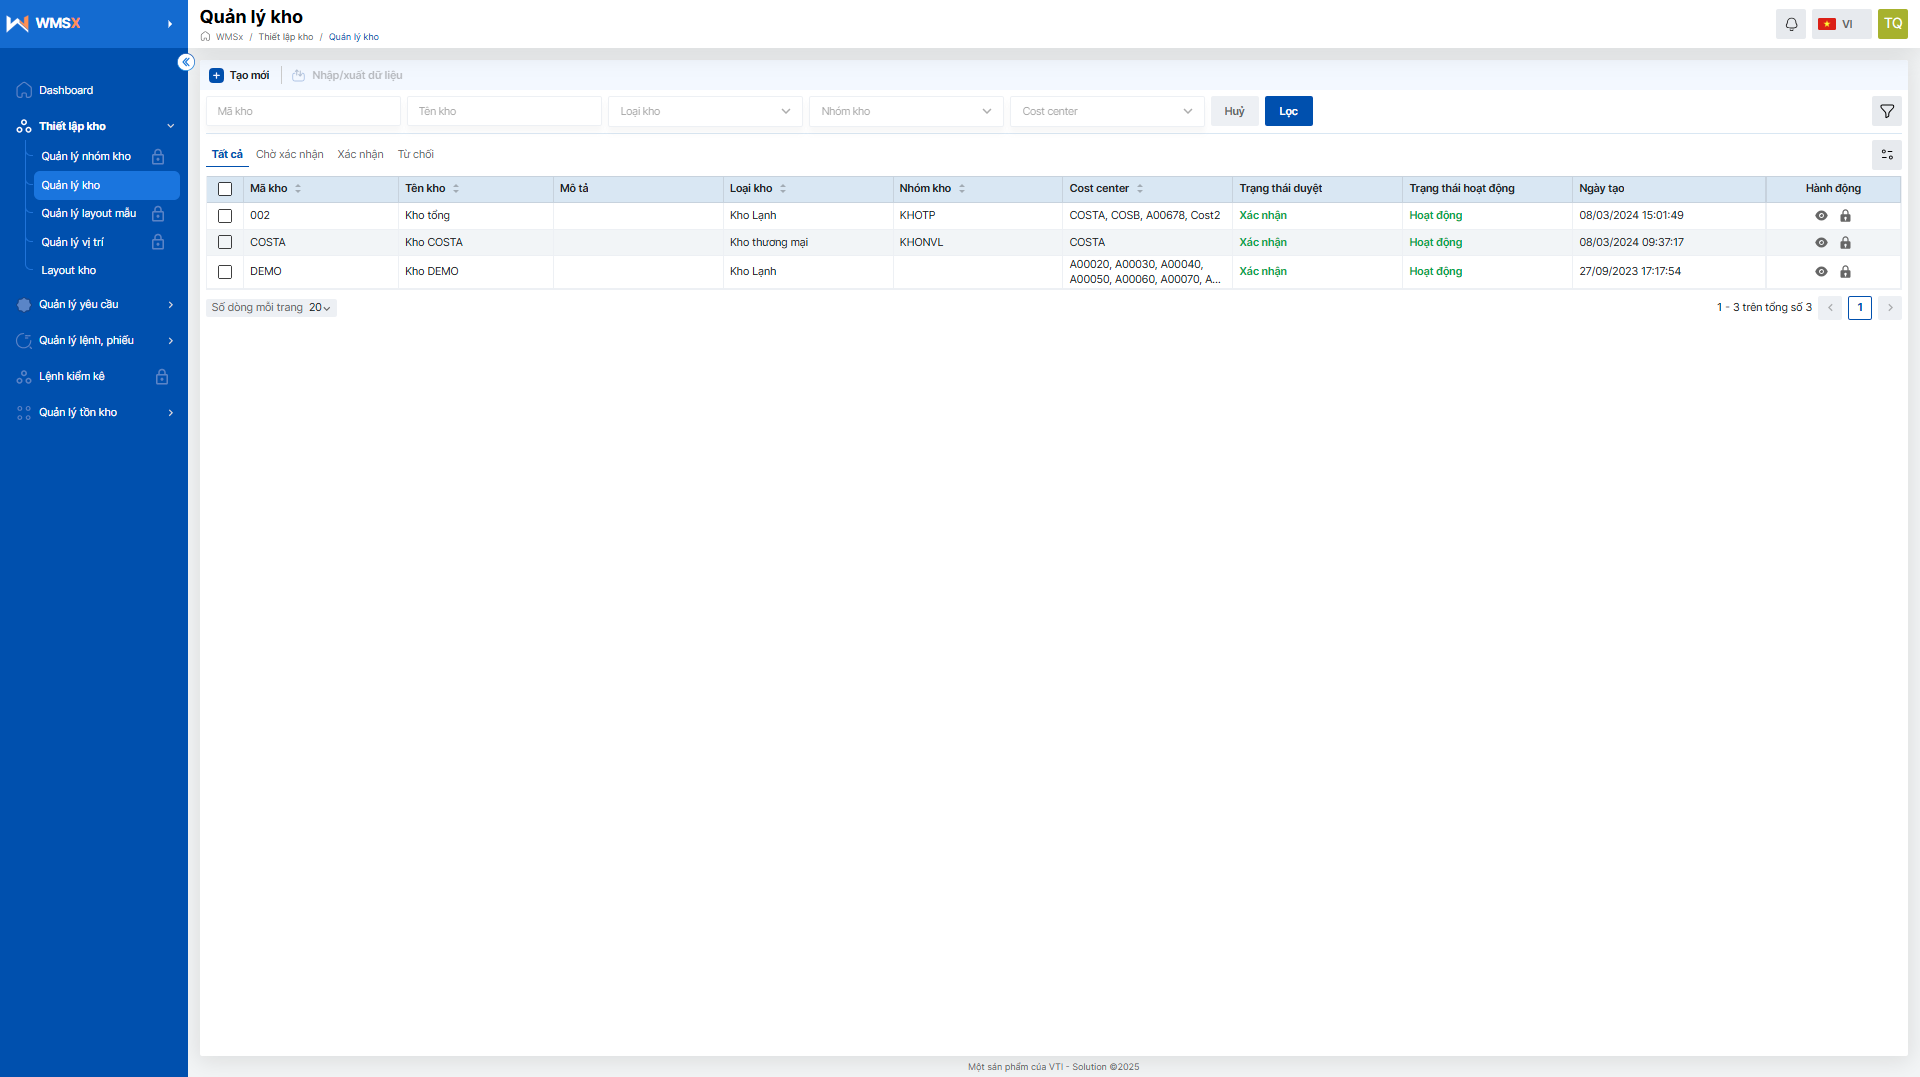 WMSX
Quản lý kho
WMSx / Thiết lập kho / Quản lý kho
VI
TQ
Dashboard
Thiết lập kho
Quản lý nhóm kho
Quản lý kho
Quản lý layout mẫu
Quản lý vị trí
Layout kho
Quản lý yêu cầu
Quản lý lệnh, phiếu
Lệnh kiểm kê
Quản lý tồn kho
Tạo mới
Nhập/xuất dữ liệu
Mã kho
Tên kho
Loại kho
Nhóm kho
Cost center
Huỷ
Lọc
Tất cả
Chờ xác nhận
Xác nhận
Từ chối
Mã kho Tên kho Mô tả Loại kho Nhóm kho Cost center Trạng thái duyệt Trạng thái hoạt động Ngày tạo Hành động
002 Kho tổng Kho Lạnh KHOTP COSTA, COSB, A00678, Cost2 Xác nhận Hoạt động 08/03/2024 15:01:49
COSTA Kho COSTA Kho thương mại KHONVL COSTA Xác nhận Hoạt động 08/03/2024 09:37:17
DEMO Kho DEMO Kho Lạnh A00020, A00030, A00040,
A00050, A00060, A00070, A... Xác nhận Hoạt động 27/09/2023 17:17:54
Số dòng mỗi trang 20
1 - 3 trên tổng số 3
1
Một sản phẩm của VTI - Solution ©2025